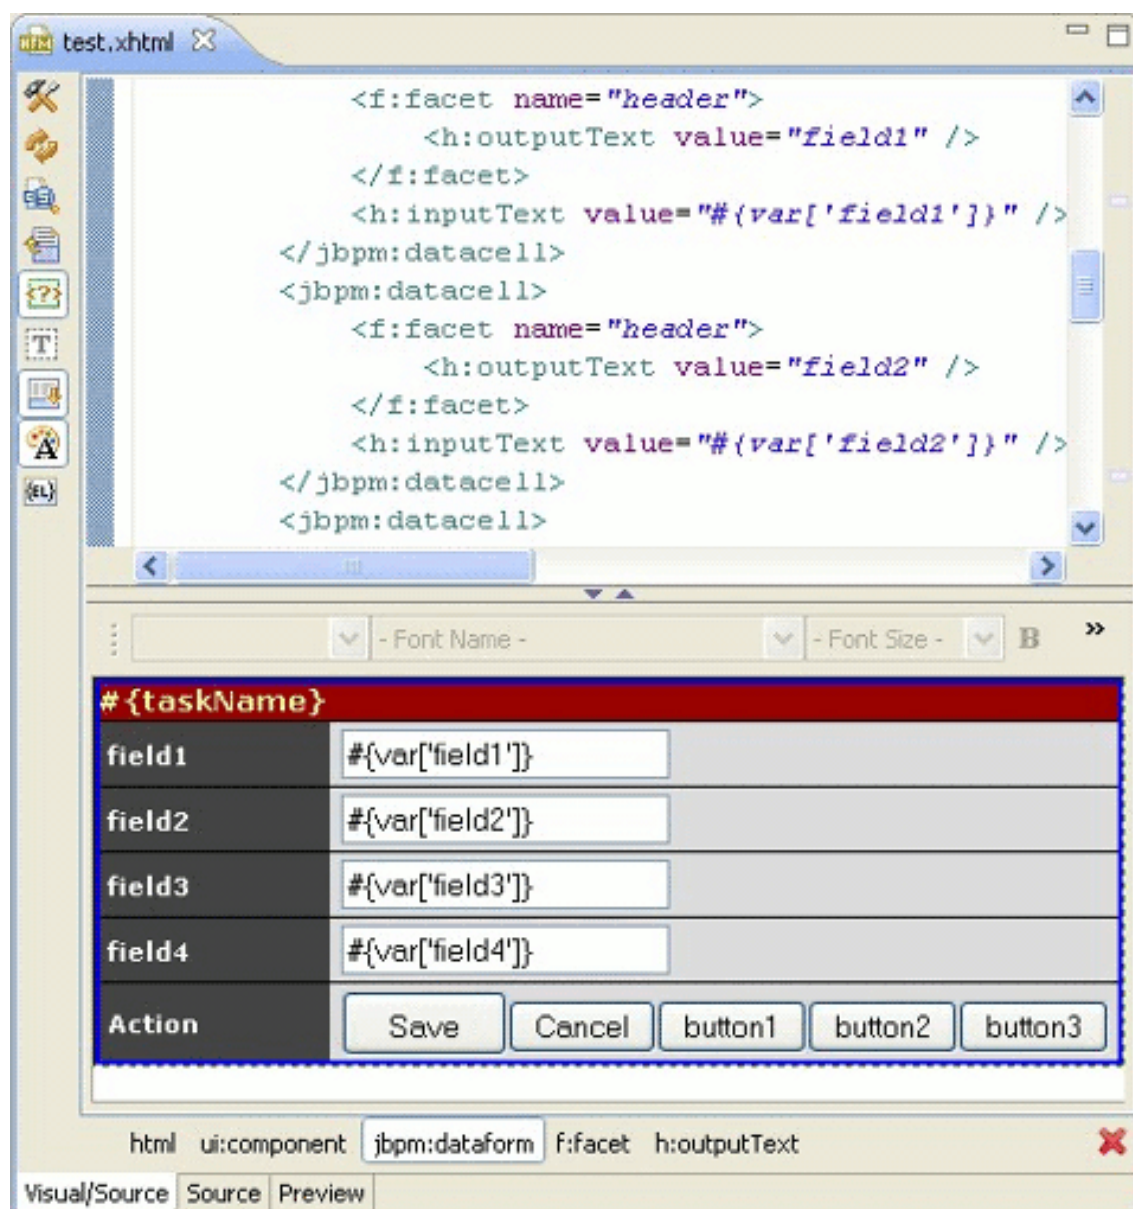 test.xhtml
<f:facet name="header">
<h:outputText value="field1" />
</f:facet>
<h:inputText value="#{var['field1']}" />
</jbpm:datacell>
<jbpm:datacell>
<f:facet name="header">
<h:outputText value="field2" />
</f:facet>
<h:inputText value="#{var['field2']}" />
</jbpm:datacell>
<jbpm:datacell>
- Font Name - - Font Size - B »
#{taskName}
field1 #{var['field1']}
field2 #{var['field2']}
field3 #{var['field3']}
field4 #{var['field4']}
Action Save Cancel button1 button2 button3
html ui:component jbpm:dataform f:facet h:outputText
Visual/Source Source Preview